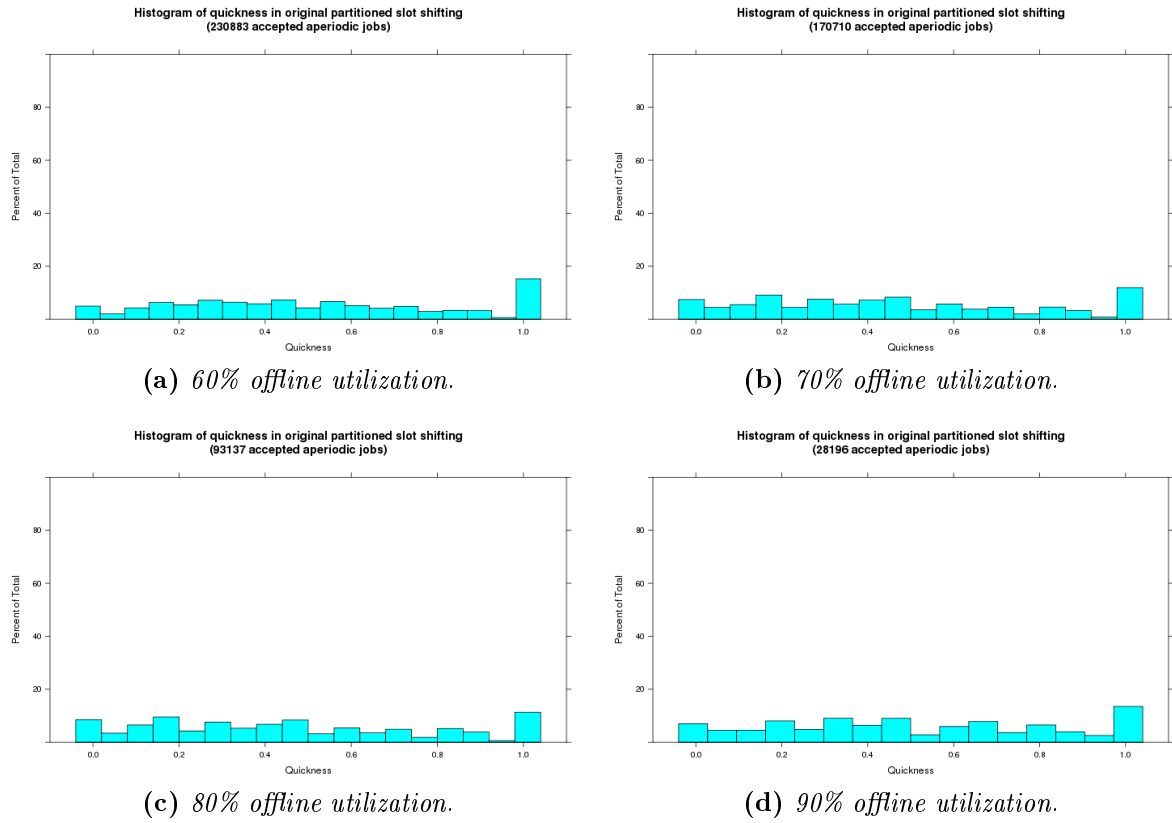 Histogram of quickness in original partitioned slot shifting
(230883 accepted aperiodic jobs)
80
60
40
20
Percent of Total
0.0 0.2 0.4 0.6 0.8 1.0
Quickness
(a) 60% offline utilization.
Histogram of quickness in original partitioned slot shifting
(170710 accepted aperiodic jobs)
80
60
40
20
Percent of Total
0.0 0.2 0.4 0.6 0.8 1.0
Quickness
(b) 70% offline utilization.
Histogram of quickness in original partitioned slot shifting
(93137 accepted aperiodic jobs)
80
60
40
20
Percent of Total
0.0 0.2 0.4 0.6 0.8 1.0
Quickness
(c) 80% offline utilization.
Histogram of quickness in original partitioned slot shifting
(28196 accepted aperiodic jobs)
80
60
40
20
Percent of Total
0.0 0.2 0.4 0.6 0.8 1.0
Quickness
(d) 90% offline utilization.